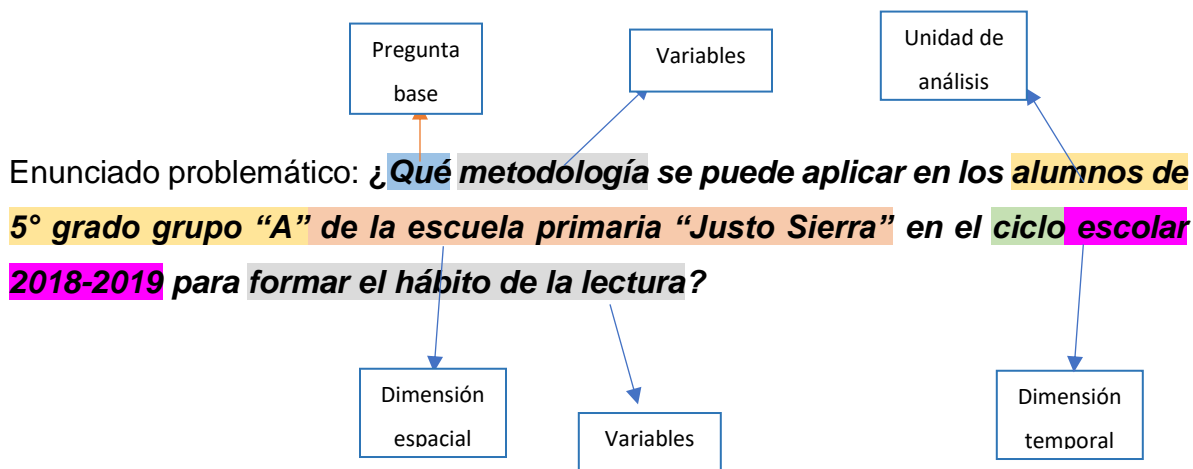 Pregunta
base
Variables
Unidad de
análisis
Enunciado problemático: ¿Qué metodología se puede aplicar en los alumnos de
5° grado grupo “A” de la escuela primaria “Justo Sierra” en el ciclo escolar
2018-2019 para formar el hábito de la lectura?
Dimensión
espacial
Variables
Dimensión
temporal